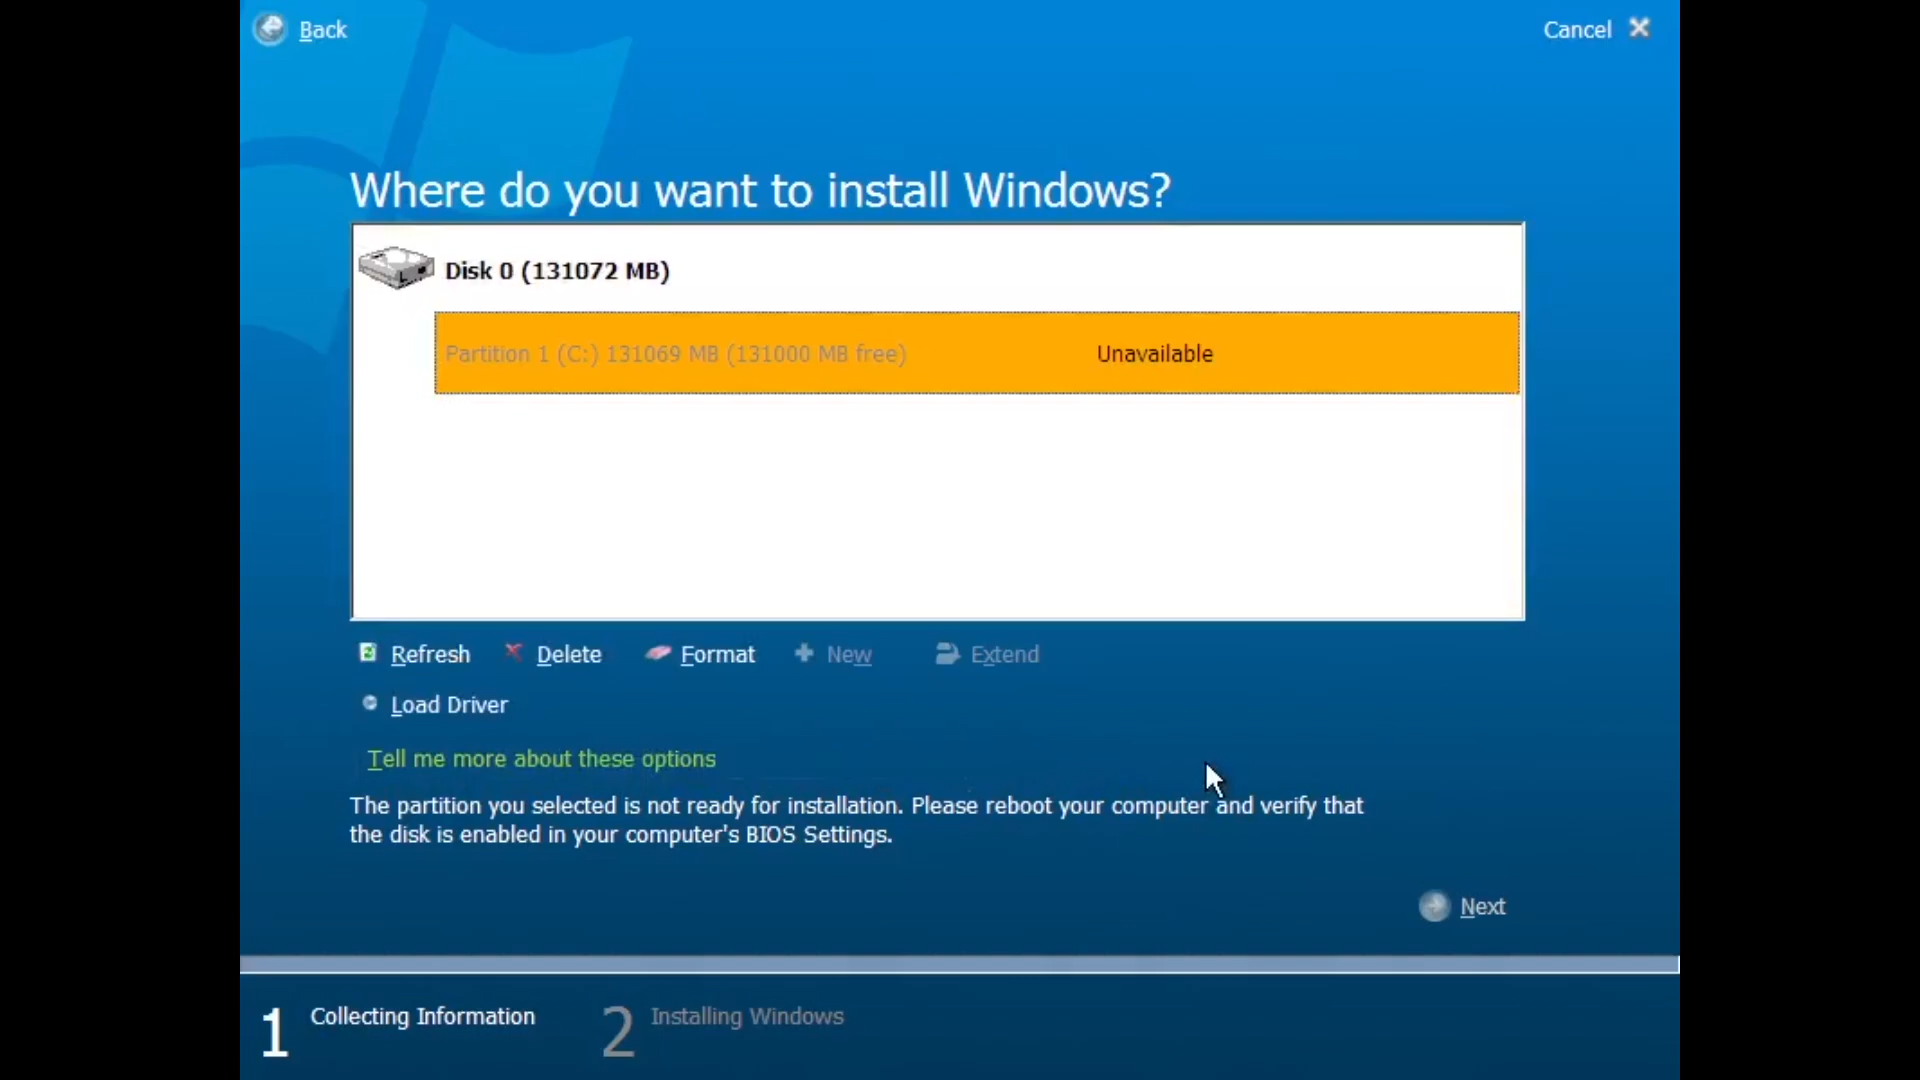 Back
Cancel
Where do you want to install Windows?
Disk 0 (131072 MB)
Partition 1 (C:) 131069 MB (131000 MB free) Unavailable
Refresh Delete Format New Extend
Load Driver
Tell me more about these options
The partition you selected is not ready for installation. Please reboot your computer and verify that
the disk is enabled in your computer's BIOS Settings.
Next
1 Collecting Information 2 Installing Windows